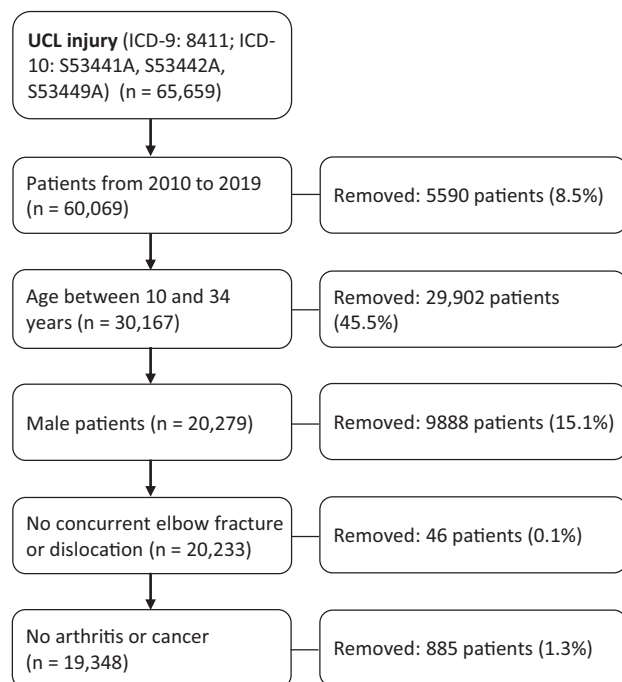 UCL injury (ICD-9: 8411; ICD-
10: S53441A, S53442A,
S53449A) (n = 65,659)
Patients from 2010 to 2019
(n = 60,069)
Removed: 5590 patients (8.5%)
Age between 10 and 34
years (n = 30,167)
Removed: 29,902 patients
(45.5%)
Male patients (n = 20,279)
Removed: 9888 patients (15.1%)
No concurrent elbow fracture
or dislocation (n = 20,233)
Removed: 46 patients (0.1%)
No arthritis or cancer
(n = 19,348)
Removed: 885 patients (1.3%)